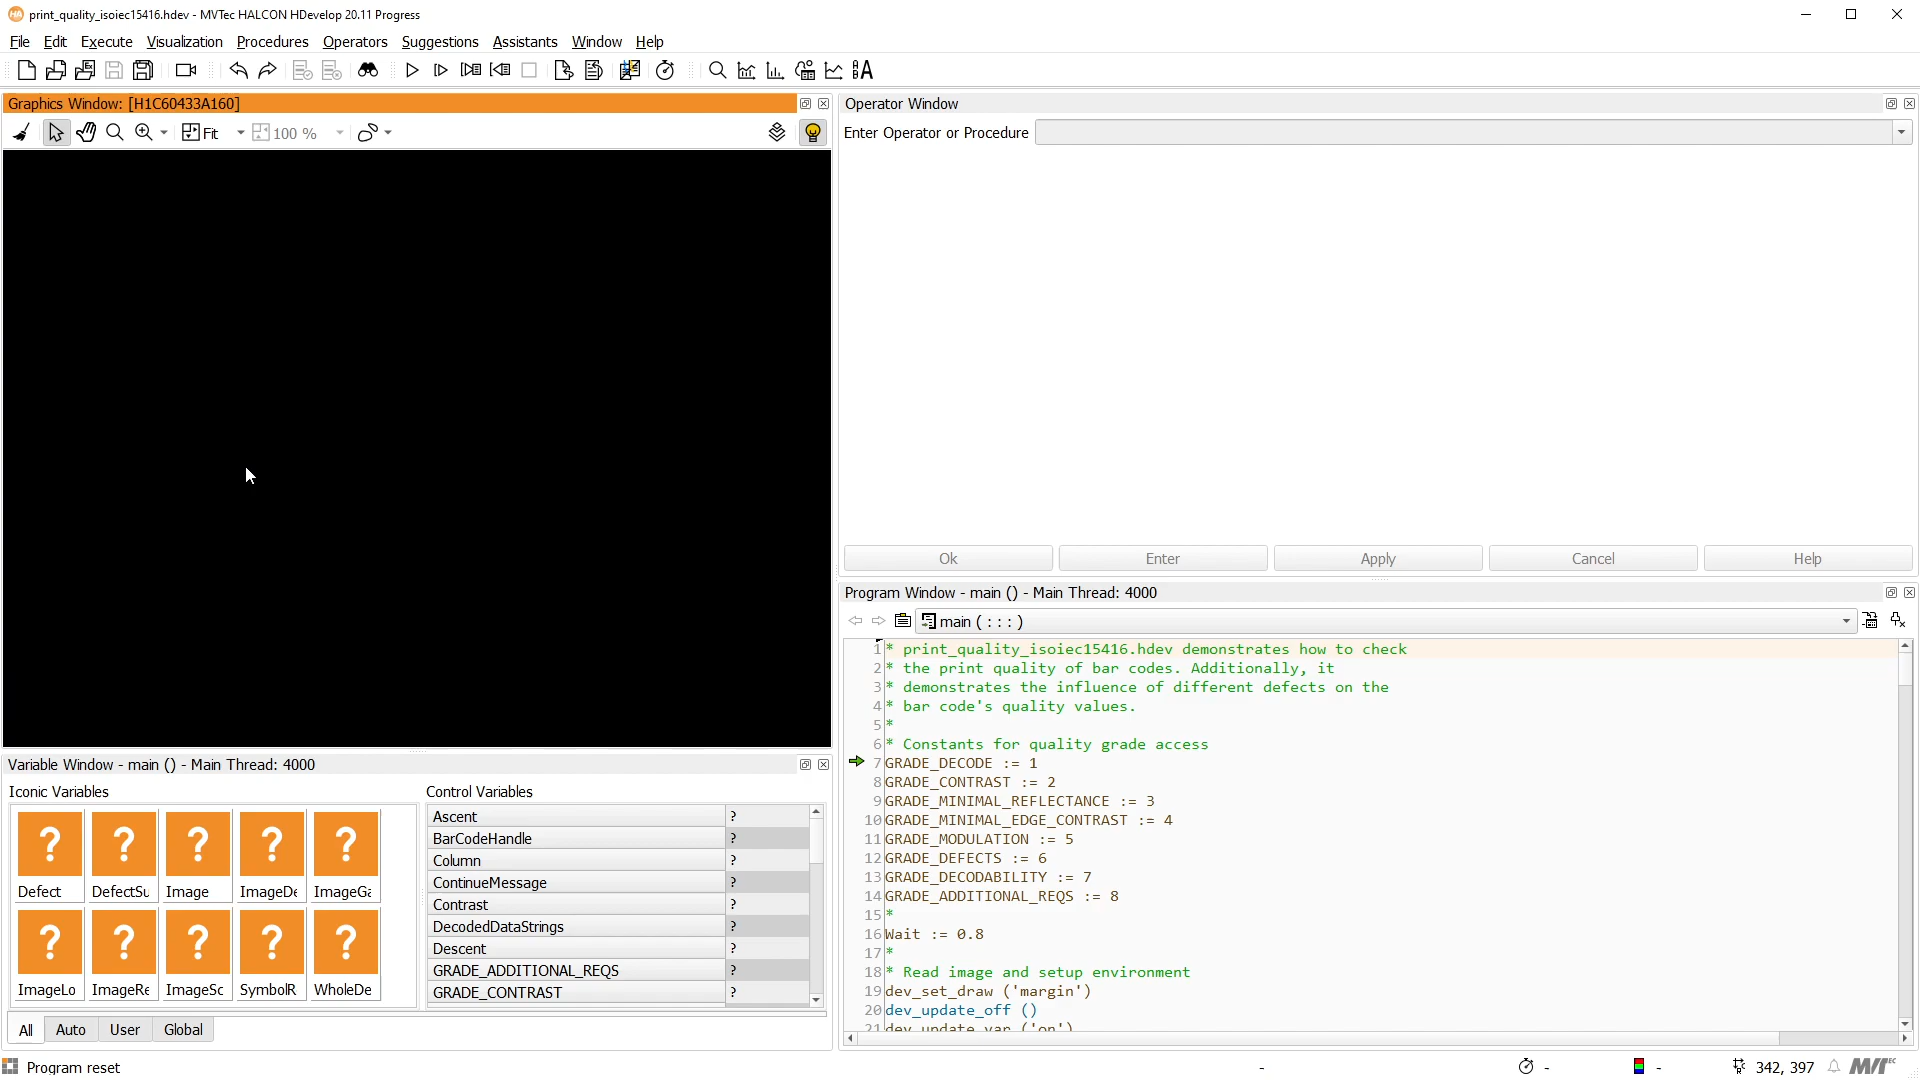 print_quality_isoiec15416.hdev - MVTec HALCON HDevelop 20.11 Progress
File Edit Execute Visualization Procedures Operators Suggestions Assistants Window Help
Graphics Window: [H1C60433A160]
Fit 100 %
Operator Window
Enter Operator or Procedure
Ok Enter Apply Cancel Help
Program Window - main () - Main Thread: 4000
main ( : : : )
1 * print_quality_isoiec15416.hdev demonstrates how to check
2 * the print quality of bar codes. Additionally, it
3 * demonstrates the influence of different defects on the
4 * bar code's quality values.
5 *
6 * Constants for quality grade access
7 GRADE_DECODE := 1
8 GRADE_CONTRAST := 2
9 GRADE_MINIMAL_REFLECTANCE := 3
10 GRADE_MINIMAL_EDGE_CONTRAST := 4
11 GRADE_MODULATION := 5
12 GRADE_DEFECTS := 6
13 GRADE_DECODABILITY := 7
14 GRADE_ADDITIONAL_REQS := 8
15 *
16 Wait := 0.8
17 *
18 * Read image and setup environment
19 dev_set_draw ('margin')
20 dev_update_off ()
21 dev_update_var ('on')
Variable Window - main () - Main Thread: 4000
Iconic Variables
? ? ? ? ?
Defect DefectSu Image ImageDe ImageGa
? ? ? ? ?
ImageLo ImageRe ImageSc SymbolR WholeDe
All Auto User Global
Control Variables
Ascent ?
BarCodeHandle ?
Column ?
ContinueMessage ?
Contrast ?
DecodedDataStrings ?
Descent ?
GRADE_ADDITIONAL_REQS ?
GRADE_CONTRAST ?
Program reset - - - 342, 397 MVTEC